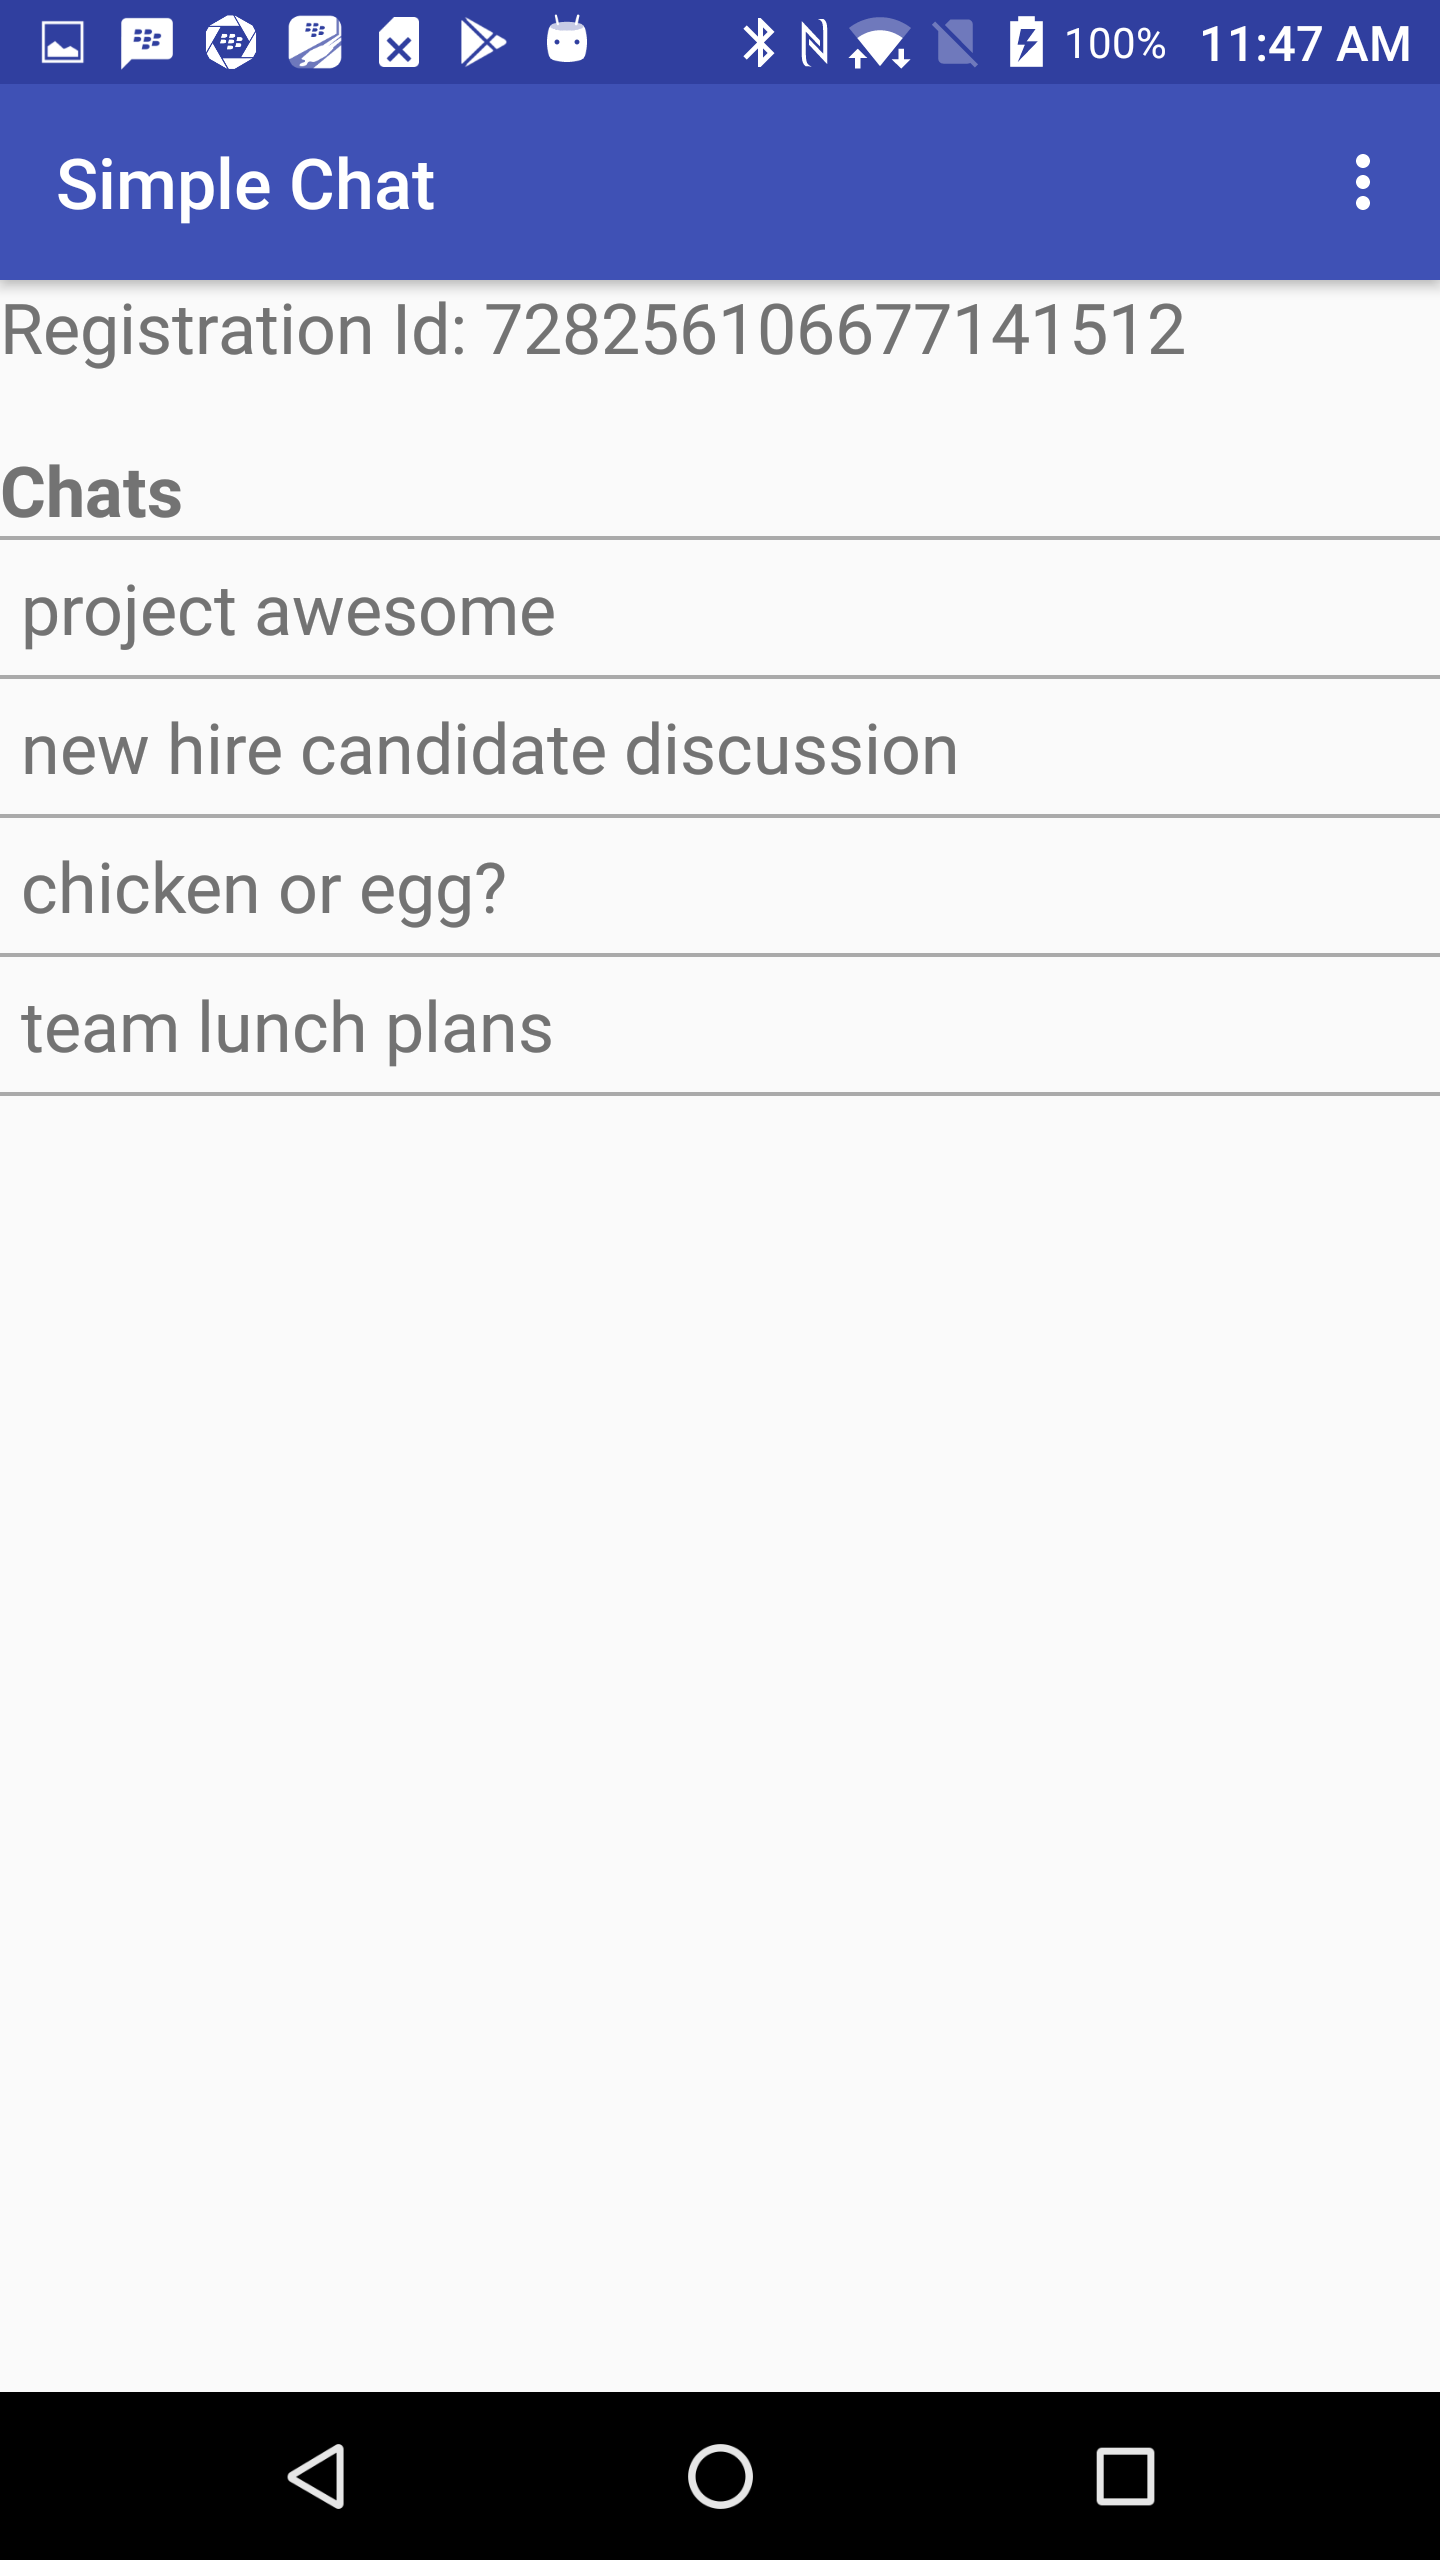 100% 11:47 AM
Simple Chat
Registration Id: 728256106677141512
Chats
project awesome
new hire candidate discussion
chicken or egg?
team lunch plans